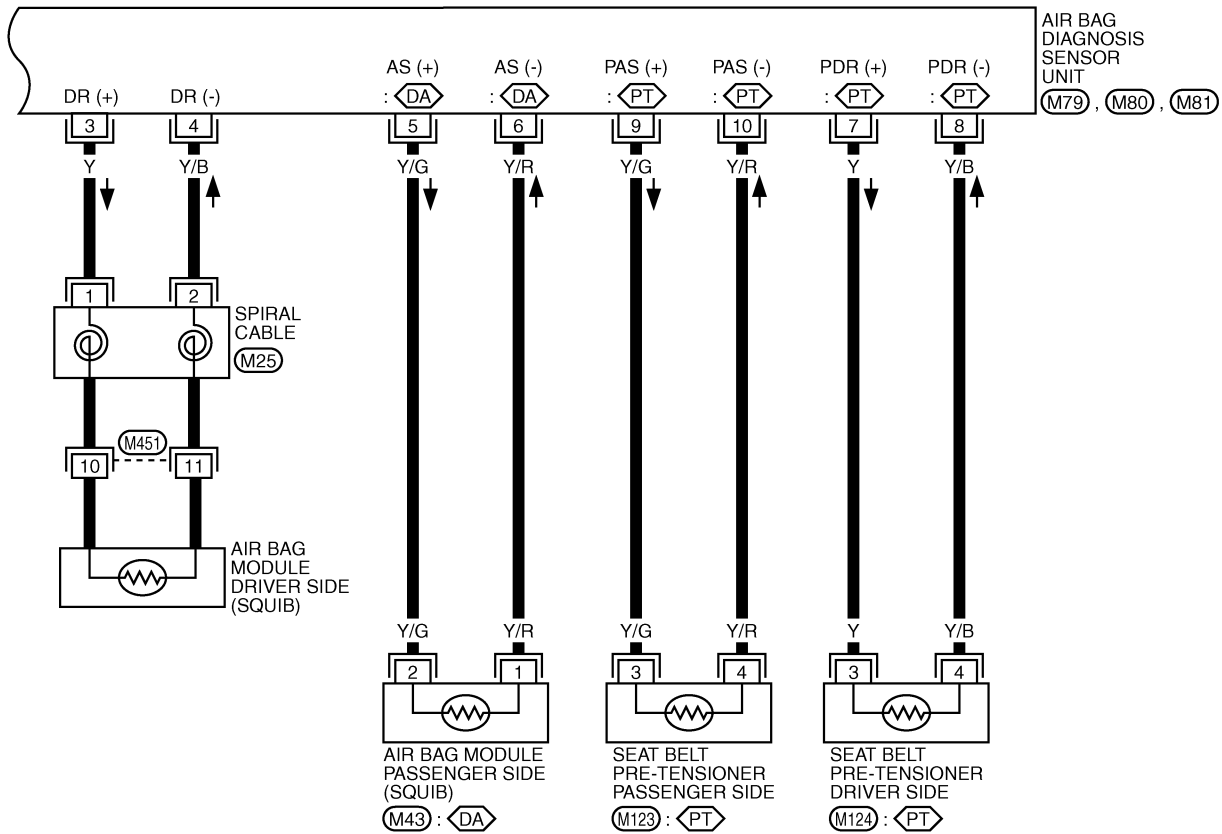 AIR BAG
DIAGNOSIS
SENSOR
UNIT
M79 , M80 , M81
AS (+) AS (-) PAS (+) PAS (-) PDR (+) PDR (-)
DR (+) DR (-) : DA : DA : PT : PT : PT : PT
3 4 5 6 9 10 7 8
Y Y/B Y/G Y/R Y/G Y/R Y Y/B
1 2
SPIRAL
CABLE
M25
M451
10 11
AIR BAG
MODULE
DRIVER SIDE
(SQUIB)
Y/G Y/R Y/G Y/R Y Y/B
2 1 3 4 3 4
AIR BAG MODULE
PASSENGER SIDE
(SQUIB)
M43 : DA
SEAT BELT
PRE-TENSIONER
PASSENGER SIDE
M123 : PT
SEAT BELT
PRE-TENSIONER
DRIVER SIDE
M124 : PT